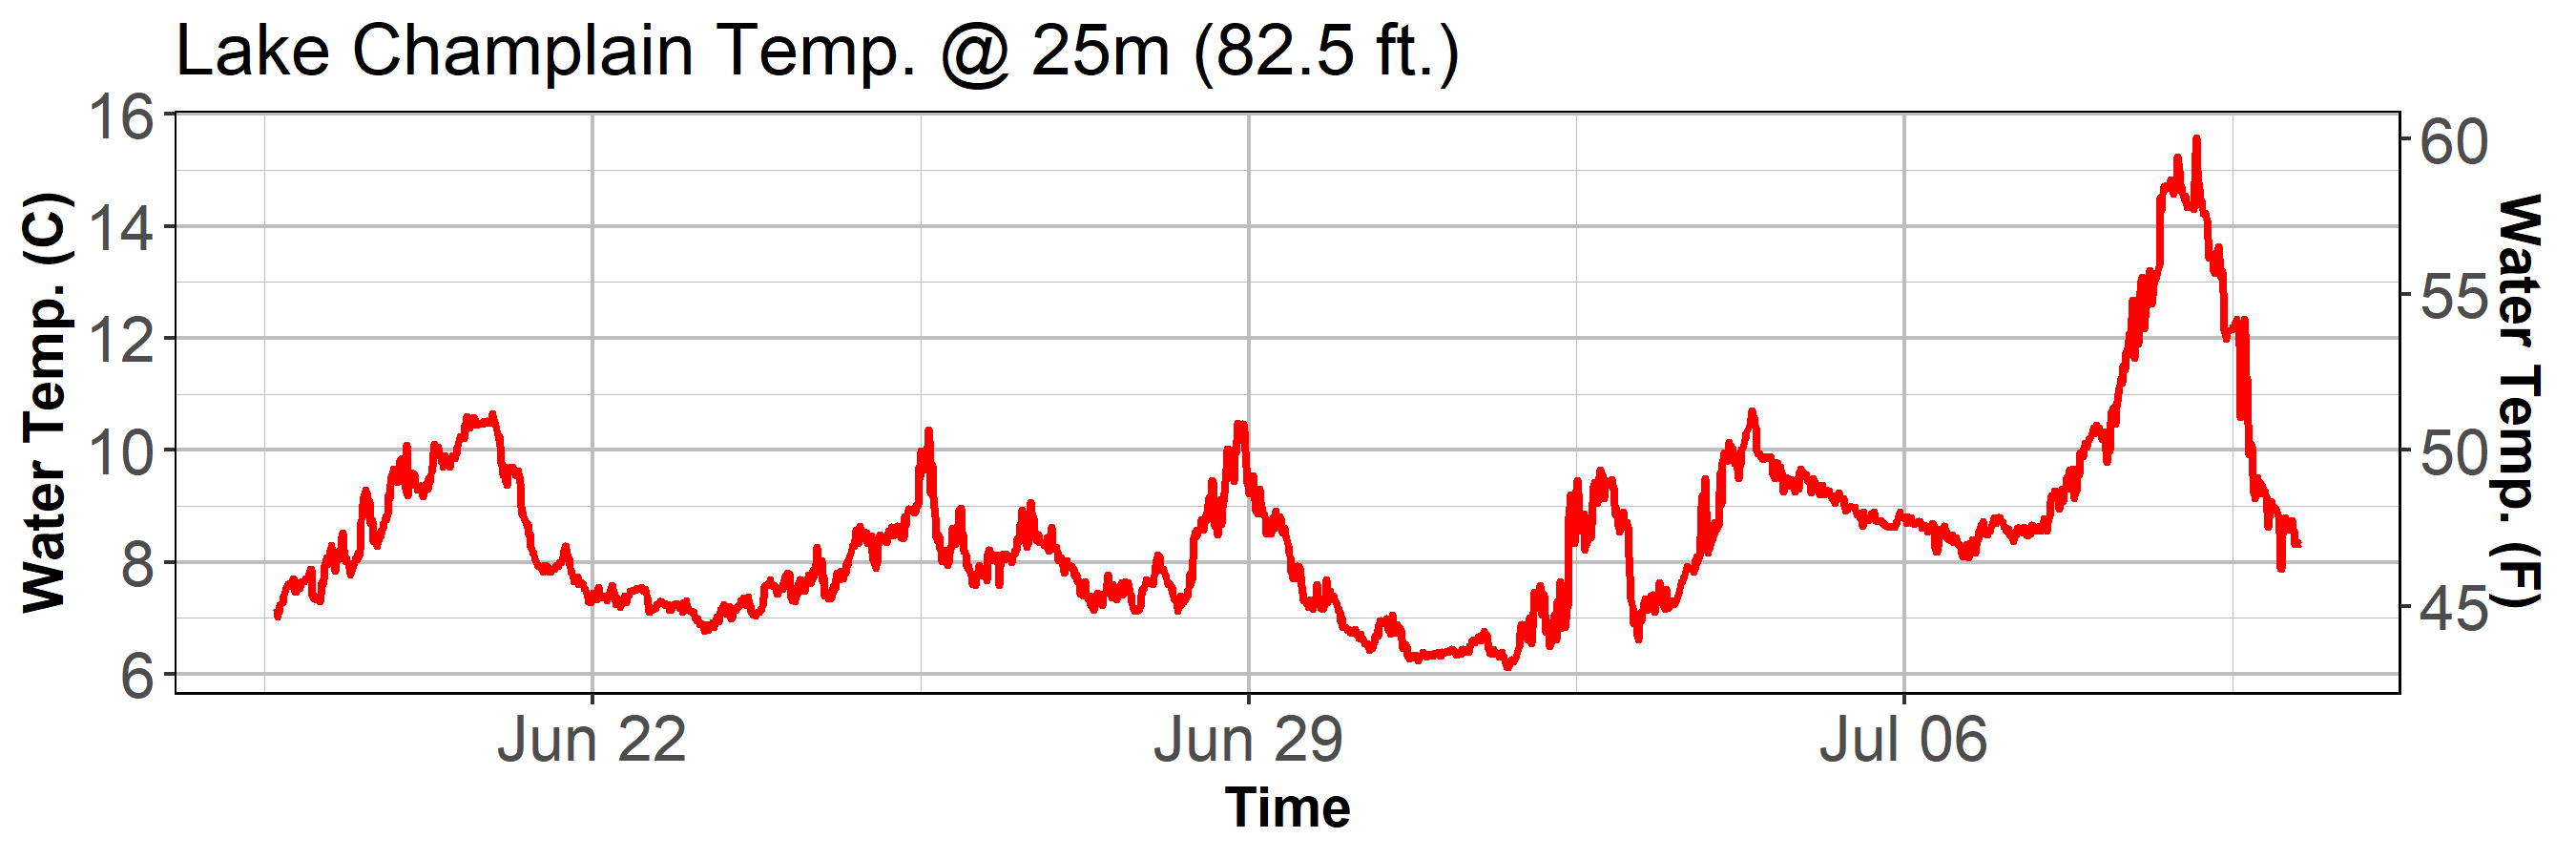 Lake Champlain Temp. @ 25m (82.5 ft.)
Water Temp. (C)
16
14
12
10
8
6
60
55
50
45
Water Temp. (F)
Jun 22
Jun 29
Jul 06
Time